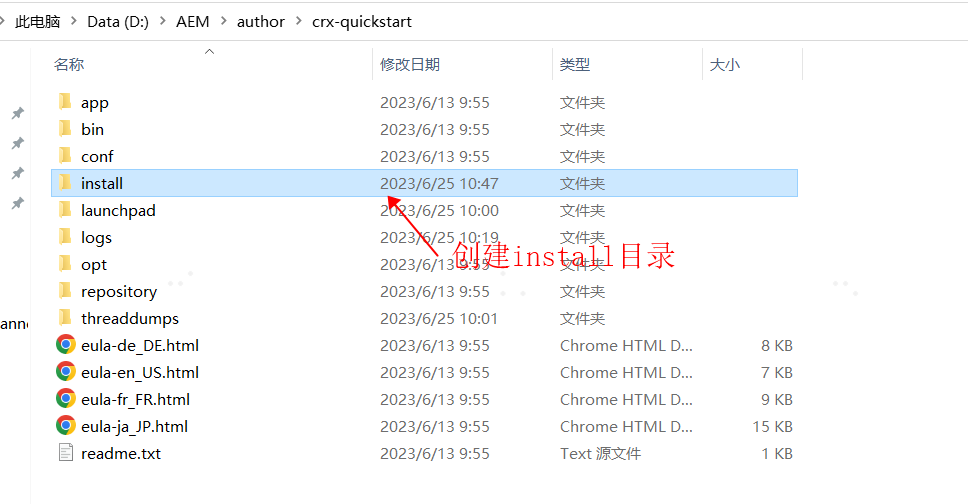 此电脑 > Data (D:) > AEM > author > crx-quickstart
名称 修改日期 类型 大小
app 2023/6/13 9:55 文件夹
bin 2023/6/13 9:55 文件夹
conf 2023/6/13 9:55 文件夹
install 2023/6/25 10:47 文件夹
launchpad 2023/6/25 10:00 文件夹
logs 2023/6/25 10:19 文件夹
创建install目录
opt 2023/6/13 9:55 文件夹
repository 2023/6/13 9:55 文件夹
threaddumps 2023/6/25 10:01 文件夹
anne
eula-de_DE.html 2023/6/13 9:55 Chrome HTML D... 8 KB
eula-en_US.html 2023/6/13 9:55 Chrome HTML D... 7 KB
eula-fr_FR.html 2023/6/13 9:55 Chrome HTML D... 9 KB
eula-ja_JP.html 2023/6/13 9:55 Chrome HTML D... 15 KB
readme.txt 2023/6/13 9:55 Text 源文件 1 KB